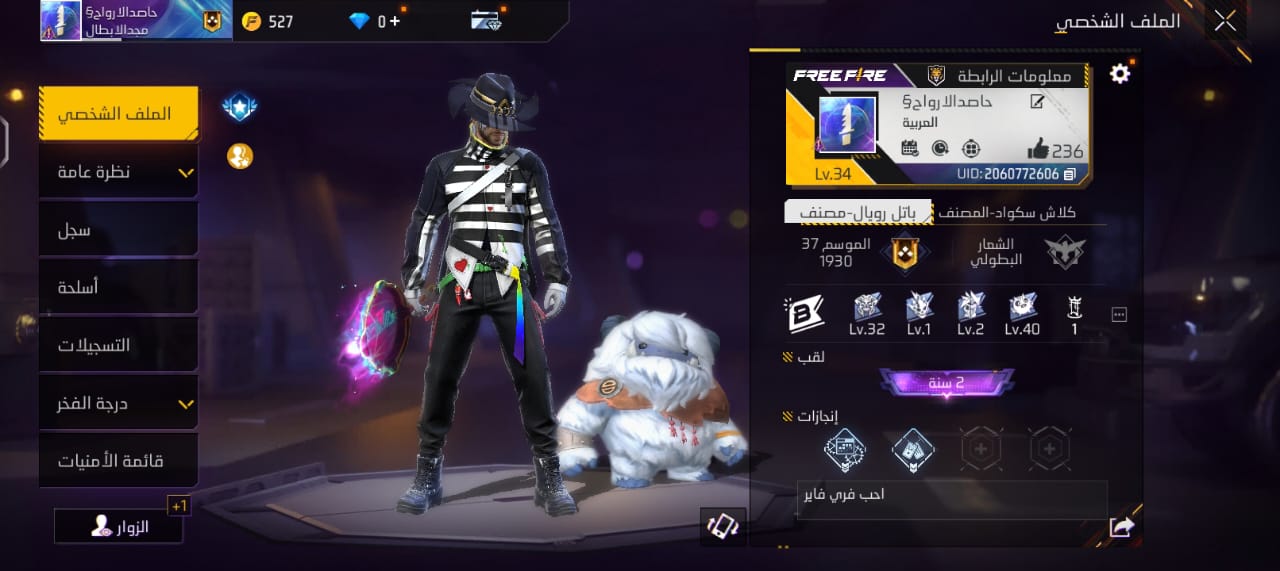 حاصدالارواح§
مجدالابطال
527
0+
الملف الشخصي
الملف الشخصي
نظرة عامة
سجل
أسلحة
التسجيلات
درجة الفخر
قائمة الأمنيات
+1
الزوار
FREE FIRE
معلومات الرابطة
حاصدالارواح§
العربية
236
Lv.34
UID:2060772606
باتل رويال-مصنف
كلاش سكواد-المصنف
الموسم 37
1930
الشعار
البطولي
B
Lv.32
Lv.1
Lv.2
Lv.40
1
لقب
2 سنة
إنجازات
احب فري فاير